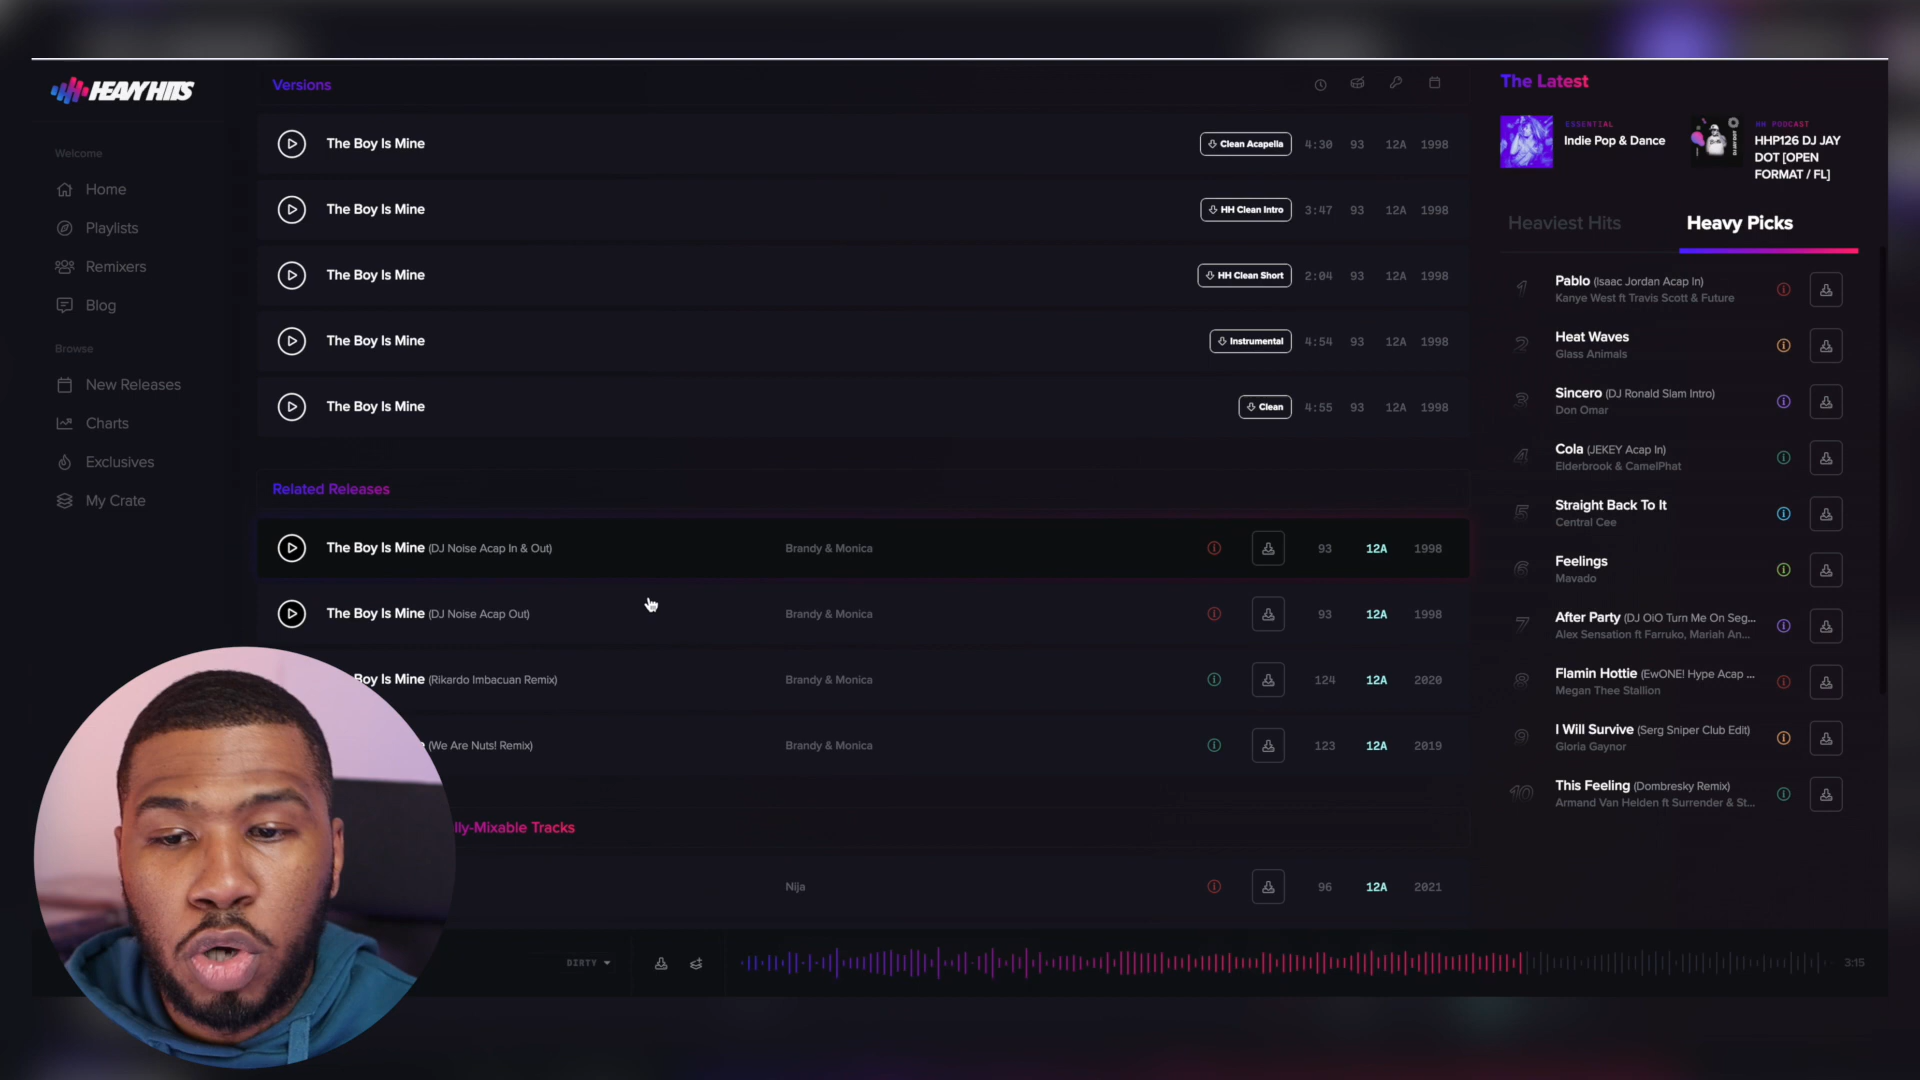 HEAVY HITS
Welcome
Home
Playlists
Remixers
Blog
Browse
New Releases
Charts
Exclusives
My Crate
Versions
The Boy Is Mine Clean Acapella 4:30 93 12A 1998
The Boy Is Mine HH Clean Intro 3:47 93 12A 1998
The Boy Is Mine HH Clean Short 2:04 93 12A 1998
The Boy Is Mine Instrumental 4:54 93 12A 1998
The Boy Is Mine Clean 4:55 93 12A 1998
Related Releases
The Boy Is Mine (DJ Noise Acap In & Out) Brandy & Monica 93 12A 1998
The Boy Is Mine (DJ Noise Acap Out) Brandy & Monica 93 12A 1998
Boy Is Mine (Rikardo Imbacuan Remix) Brandy & Monica 124 12A 2020
(We Are Nuts! Remix) Brandy & Monica 123 12A 2019
lly-Mixable Tracks
Nija 96 12A 2021
DIRTY
3:15
The Latest
ESSENTIAL
Indie Pop & Dance
HH PODCAST
HHP126 DJ JAY
DOT [OPEN
FORMAT / FL]
Heaviest Hits Heavy Picks
1 Pablo (Isaac Jordan Acap In)
Kanye West ft Travis Scott & Future
2 Heat Waves
Glass Animals
3 Sincero (DJ Ronald Slam Intro)
Don Omar
4 Cola (JEKEY Acap In)
Elderbrook & CamelPhat
5 Straight Back To It
Central Cee
6 Feelings
Mavado
7 After Party (DJ OiO Turn Me On Seg...
Alex Sensation ft Farruko, Mariah An...
8 Flamin Hottie (EwONE! Hype Acap ...
Megan Thee Stallion
9 I Will Survive (Serg Sniper Club Edit)
Gloria Gaynor
10 This Feeling (Dombresky Remix)
Armand Van Helden ft Surrender & St...